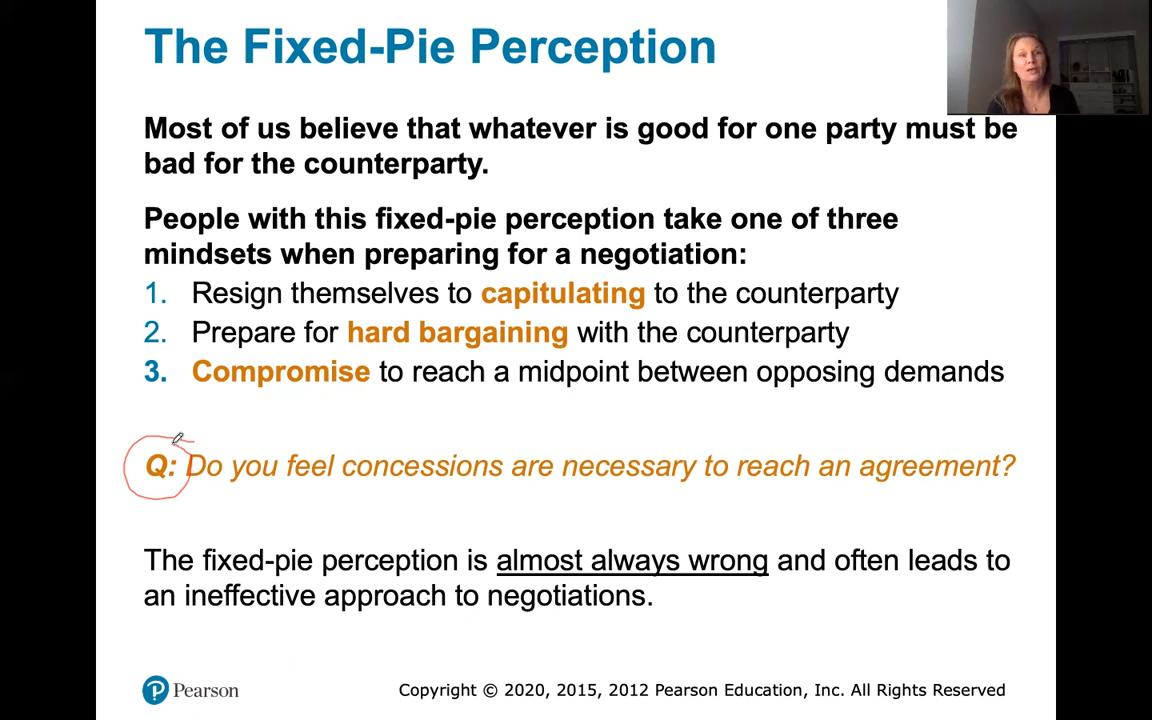 The Fixed-Pie Perception
Most of us believe that whatever is good for one party must be
bad for the counterparty.
People with this fixed-pie perception take one of three
mindsets when preparing for a negotiation:
1. Resign themselves to capitulating to the counterparty
2. Prepare for hard bargaining with the counterparty
3. Compromise to reach a midpoint between opposing demands
Q: Do you feel concessions are necessary to reach an agreement?
The fixed-pie perception is almost always wrong and often leads to
an ineffective approach to negotiations.
P Pearson
Copyright © 2020, 2015, 2012 Pearson Education, Inc. All Rights Reserved